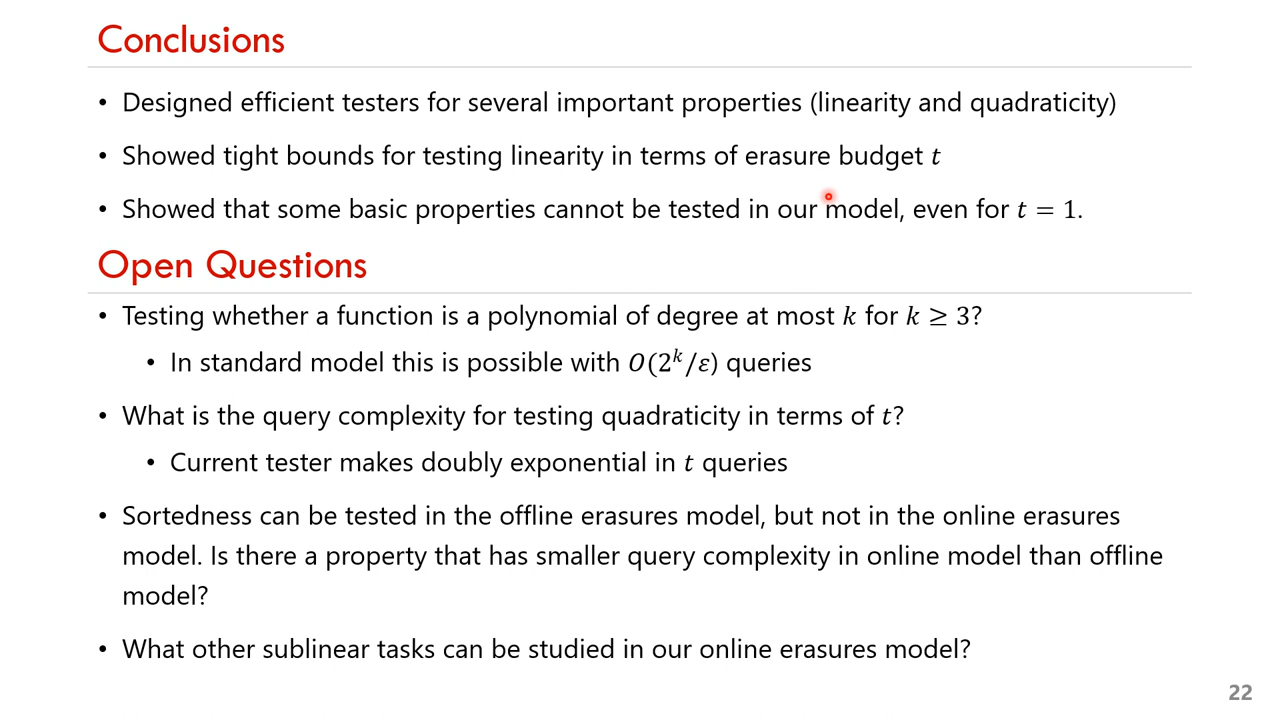 Conclusions
• Designed efficient testers for several important properties (linearity and quadraticity)
• Showed tight bounds for testing linearity in terms of erasure budget t
• Showed that some basic properties cannot be tested in our model, even for t = 1.
Open Questions
• Testing whether a function is a polynomial of degree at most k for k ≥ 3?
• In standard model this is possible with O(2^k/ε) queries
• What is the query complexity for testing quadraticity in terms of t?
• Current tester makes doubly exponential in t queries
• Sortedness can be tested in the offline erasures model, but not in the online erasures
model. Is there a property that has smaller query complexity in online model than offline
model?
• What other sublinear tasks can be studied in our online erasures model?
22